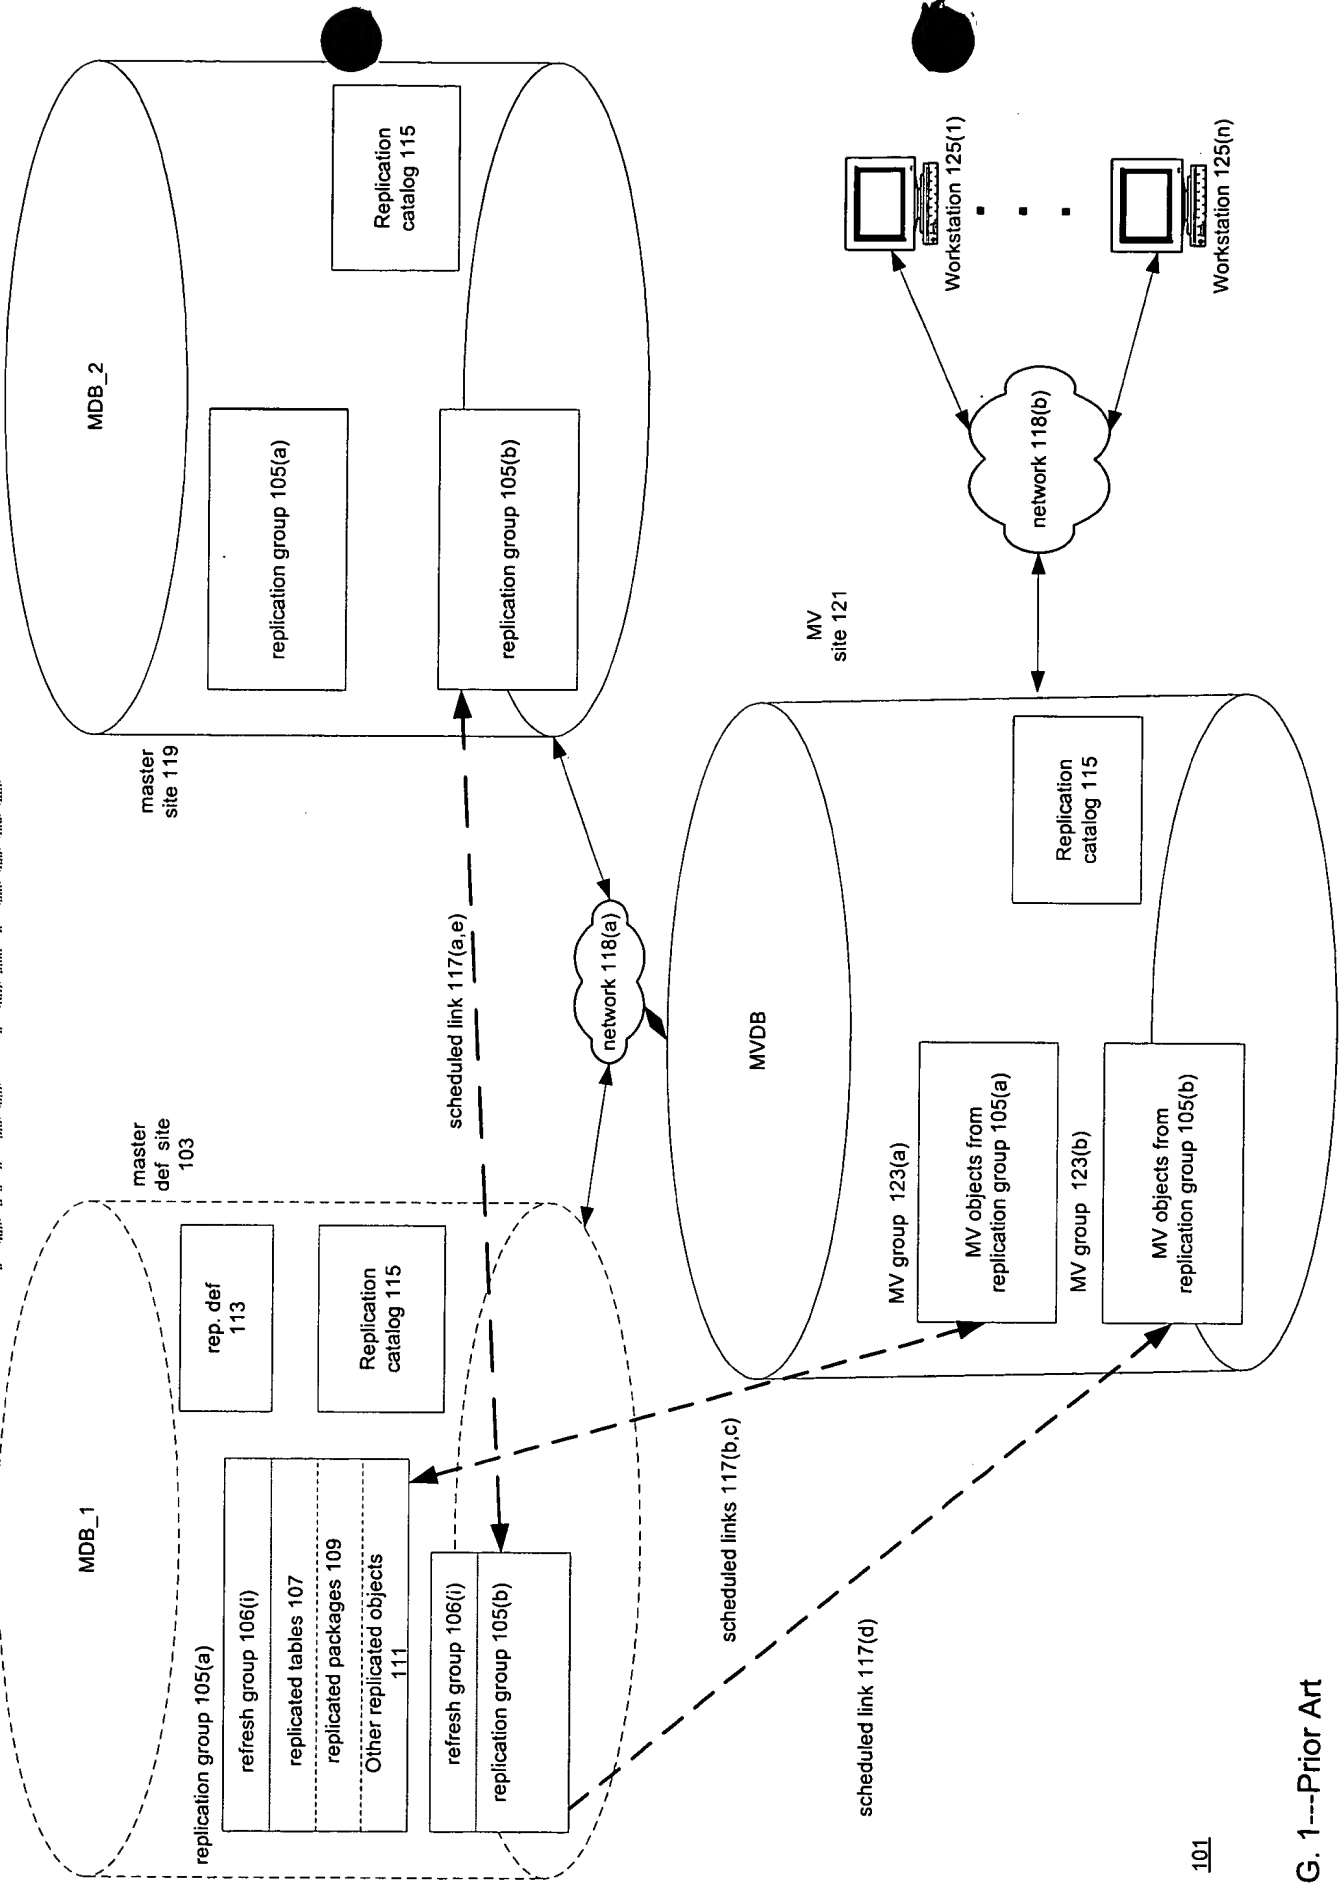 MDB_1
replication group 105(a)
refresh group 106(i)
replicated tables 107
replicated packages 109
Other replicated objects
111
rep. def
113
Replication
catalog 115
refresh group 106(i)
replication group 105(b)
master
def site
103
scheduled link 117(a,e)
master
site 119
MDB_2
replication group 105(a)
replication group 105(b)
Replication
catalog 115
network 118(a)
scheduled links 117(b,c)
scheduled link 117(d)
MVDB
MV group 123(a)
MV objects from
replication group 105(a)
MV group 123(b)
MV objects from
replication group 105(b)
Replication
catalog 115
MV
site 121
network 118(b)
Workstation 125(1)
Workstation 125(n)
101
G. 1---Prior Art